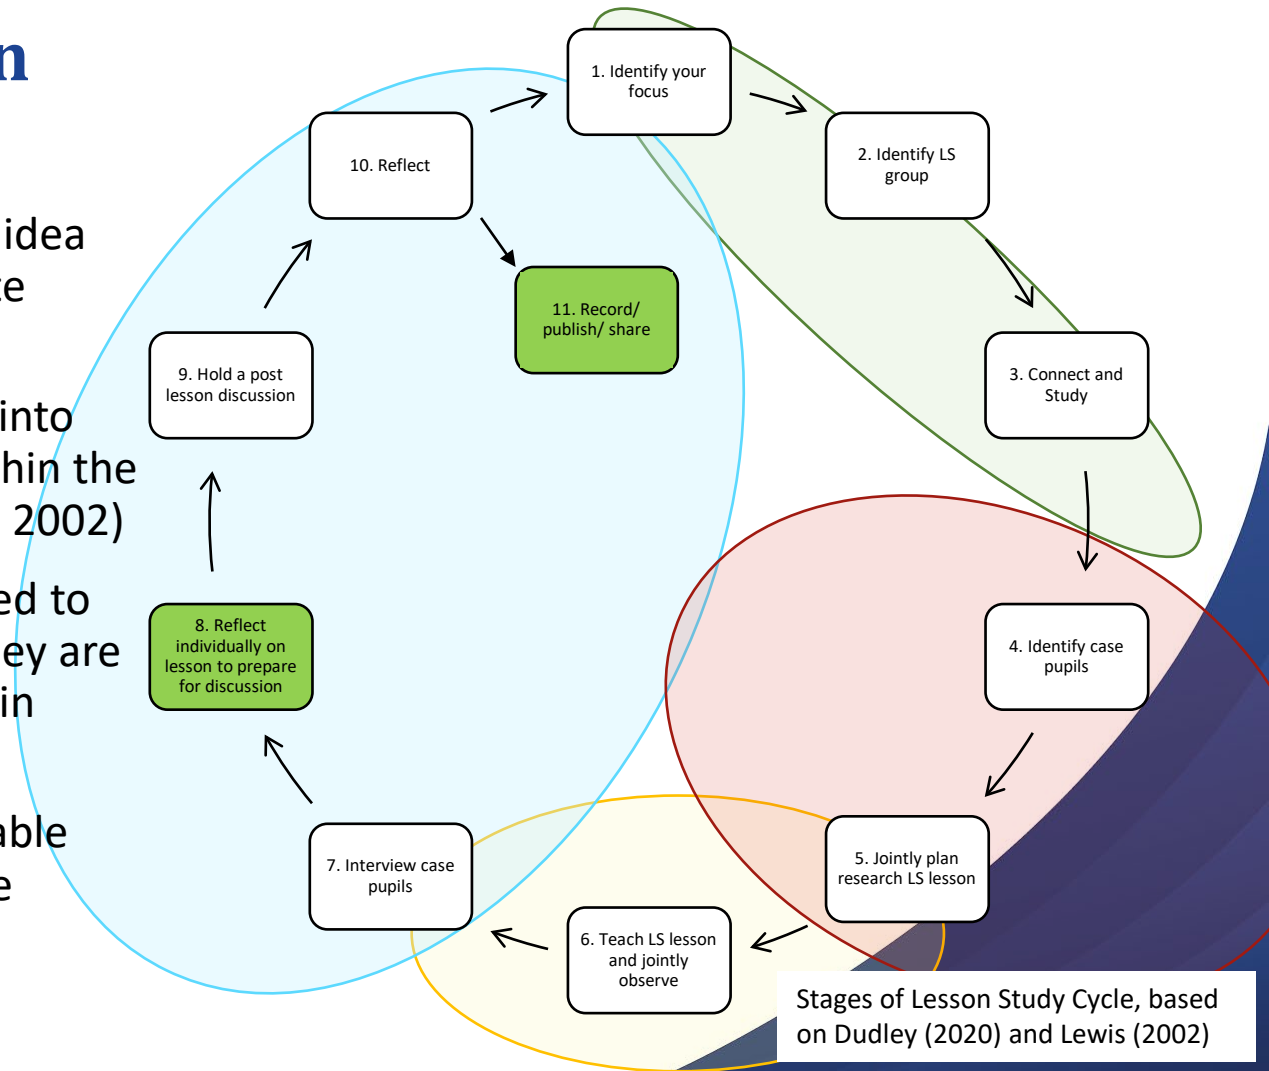 n
idea
te
into
hin the
2002)
ed to
ey are
in
able
e
1. Identify your
focus
2. Identify LS
group
3. Connect and
Study
4. Identify case
pupils
5. Jointly plan
research LS lesson
6. Teach LS lesson
and jointly
observe
7. Interview case
pupils
8. Reflect
individually on
lesson to prepare
for discussion
9. Hold a post
lesson discussion
10. Reflect
11. Record/
publish/ share
Stages of Lesson Study Cycle, based
on Dudley (2020) and Lewis (2002)